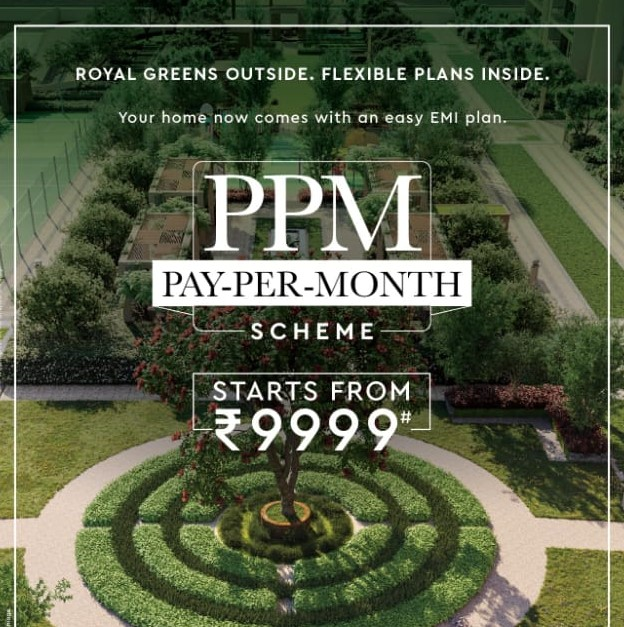 ROYAL GREENS OUTSIDE. FLEXIBLE PLANS INSIDE.
Your home now comes with an easy EMI plan.
PPM
PAY-PER-MONTH
SCHEME
STARTS FROM
₹9999#